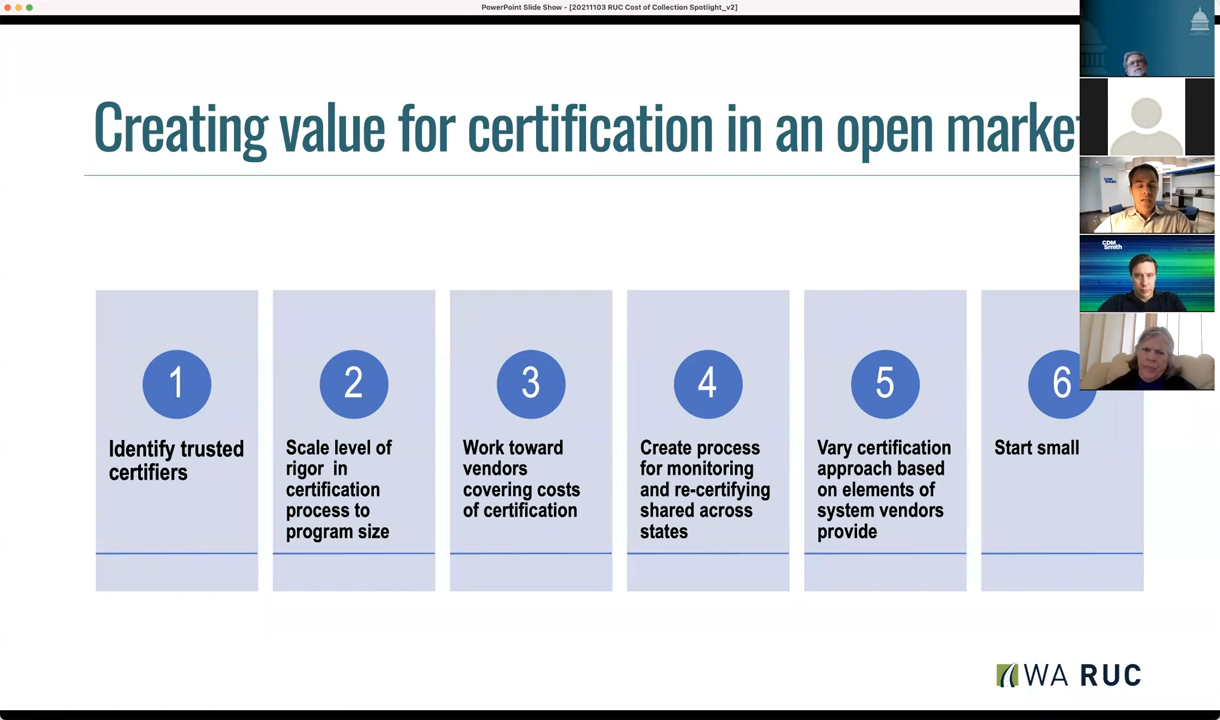 PowerPoint Slide Show - [20211103 RUC Cost of Collection Spotlight_v2]
Creating value for certification in an open marke
1
Identify trusted
certifiers
2
Scale level of
rigor in
certification
process to
program size
3
Work toward
vendors
covering costs
of certification
4
Create process
for monitoring
and re-certifying
shared across
states
5
Vary certification
approach based
on elements of
system vendors
provide
6
Start small
CDM
Smith
CDM
Smith
WA RUC